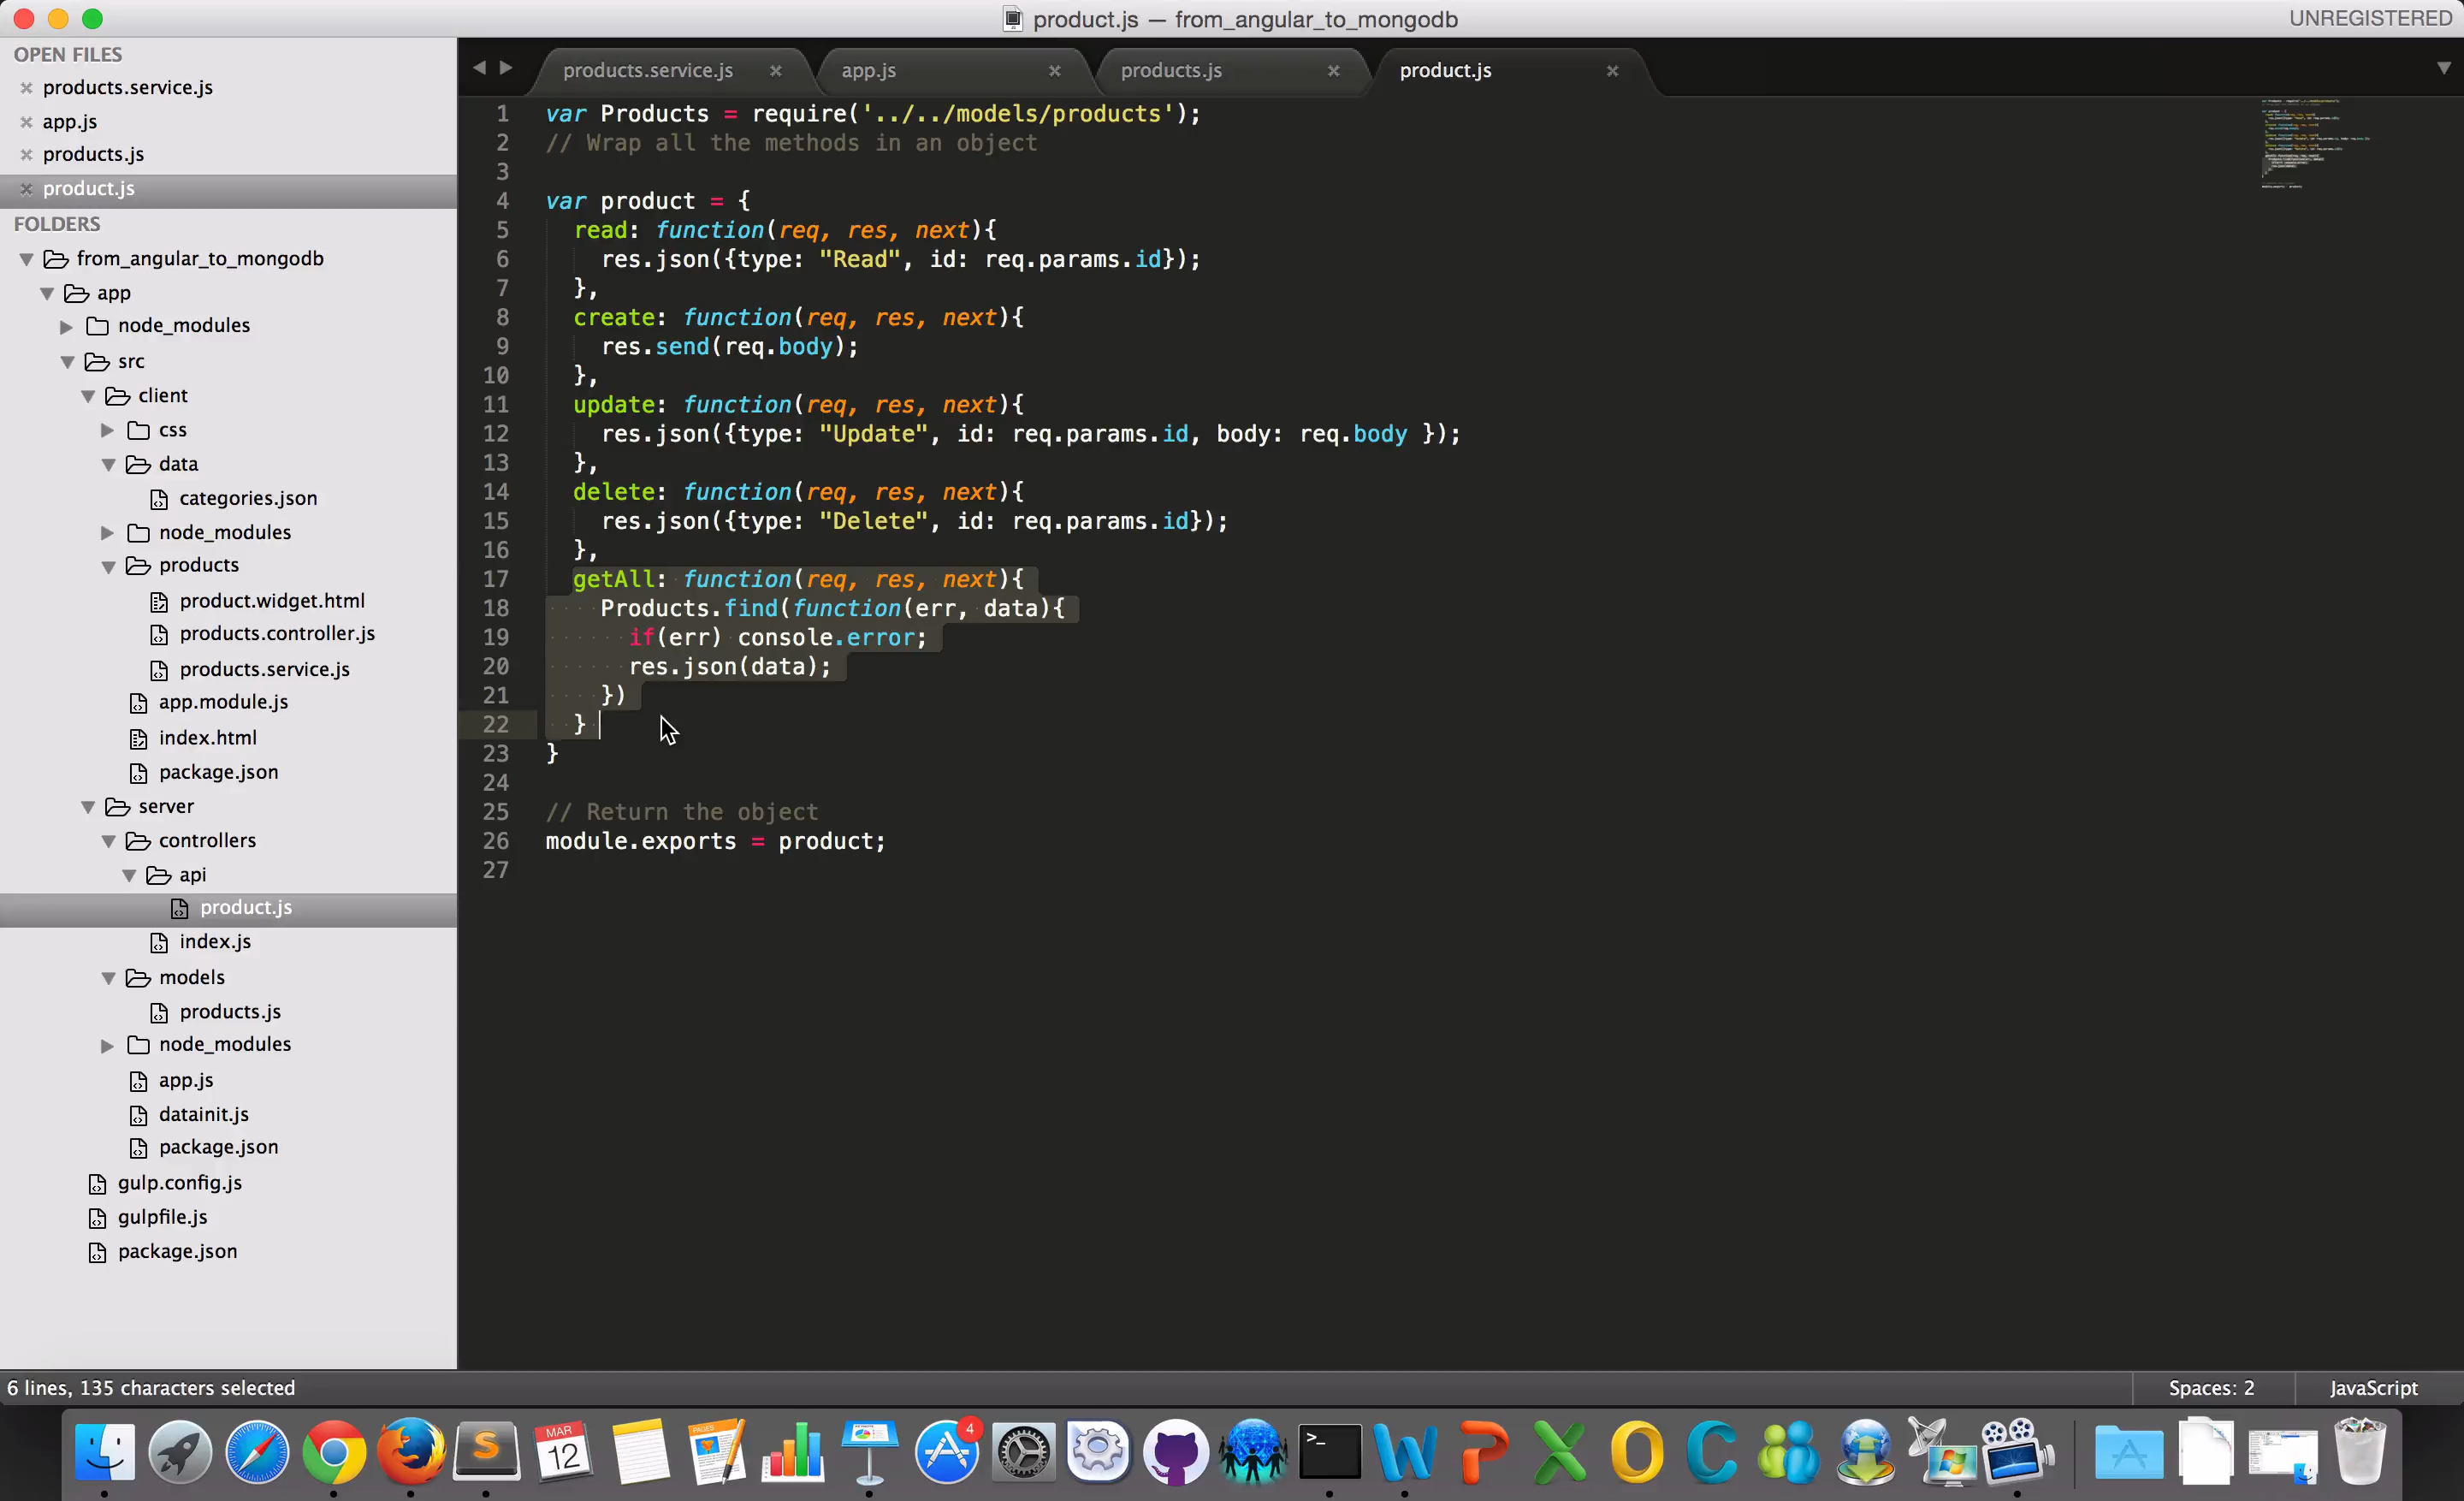 product.js — from_angular_to_mongodb
UNREGISTERED
OPEN FILES
products.service.js
app.js
products.js
product.js
FOLDERS
from_angular_to_mongodb
app
node_modules
src
client
css
data
categories.json
node_modules
products
product.widget.html
products.controller.js
products.service.js
app.module.js
index.html
package.json
server
controllers
api
product.js
index.js
models
products.js
node_modules
app.js
datainit.js
package.json
gulp.config.js
gulpfile.js
package.json
products.service.js
app.js
products.js
product.js
1 var Products = require('../../models/products');
2 // Wrap all the methods in an object
3
4 var product = {
5 read: function(req, res, next){
6 res.json({type: "Read", id: req.params.id});
7 },
8 create: function(req, res, next){
9 res.send(req.body);
10 },
11 update: function(req, res, next){
12 res.json({type: "Update", id: req.params.id, body: req.body });
13 },
14 delete: function(req, res, next){
15 res.json({type: "Delete", id: req.params.id});
16 },
17 getAll: function(req, res, next){
18 Products.find(function(err, data){
19 if(err) console.error;
20 res.json(data);
21 })
22 }
23 }
24
25 // Return the object
26 module.exports = product;
27
6 lines, 135 characters selected
Spaces: 2
JavaScript
MAR
12
PAGES
4
>_